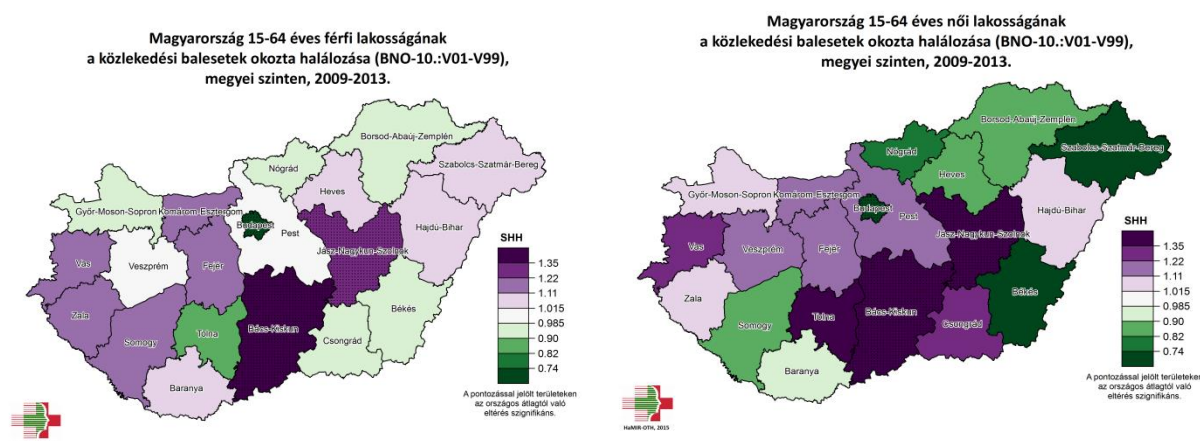 Magyarország 15-64 éves férfi lakosságának
a közlekedési balesetek okozta halálozása (BNO-10.:V01-V99),
megyei szinten, 2009-2013.
Borsod-Abaúj-Zemplén
Szabolcs-Szatmár-Bereg
Nógrád
Heves
Győr-Moson-Sopron
Komárom-Esztergom
Budapest
Pest
Hajdú-Bihar
Jász-Nagykun-Szolnok
Vas
Veszprém
Fejér
Zala
Somogy
Tolna
Bács-Kiskun
Békés
Csongrád
Baranya
SHH
1.35
1.22
1.11
1.015
0.985
0.90
0.82
0.74
A pontozással jelölt területeken
az országos átlagtól való
eltérés szignifikáns.
Magyarország 15-64 éves női lakosságának
a közlekedési balesetek okozta halálozása (BNO-10.:V01-V99),
megyei szinten, 2009-2013.
Borsod-Abaúj-Zemplén
Szabolcs-Szatmár-Bereg
Nógrád
Heves
Győr-Moson-Sopron
Komárom-Esztergom
Budapest
Pest
Hajdú-Bihar
Jász-Nagykun-Szolnok
Vas
Veszprém
Fejér
Zala
Somogy
Tolna
Bács-Kiskun
Békés
Csongrád
Baranya
SHH
1.35
1.22
1.11
1.015
0.985
0.90
0.82
0.74
A pontozással jelölt területeken
az országos átlagtól való
eltérés szignifikáns.
HaMIR-OTH, 2015